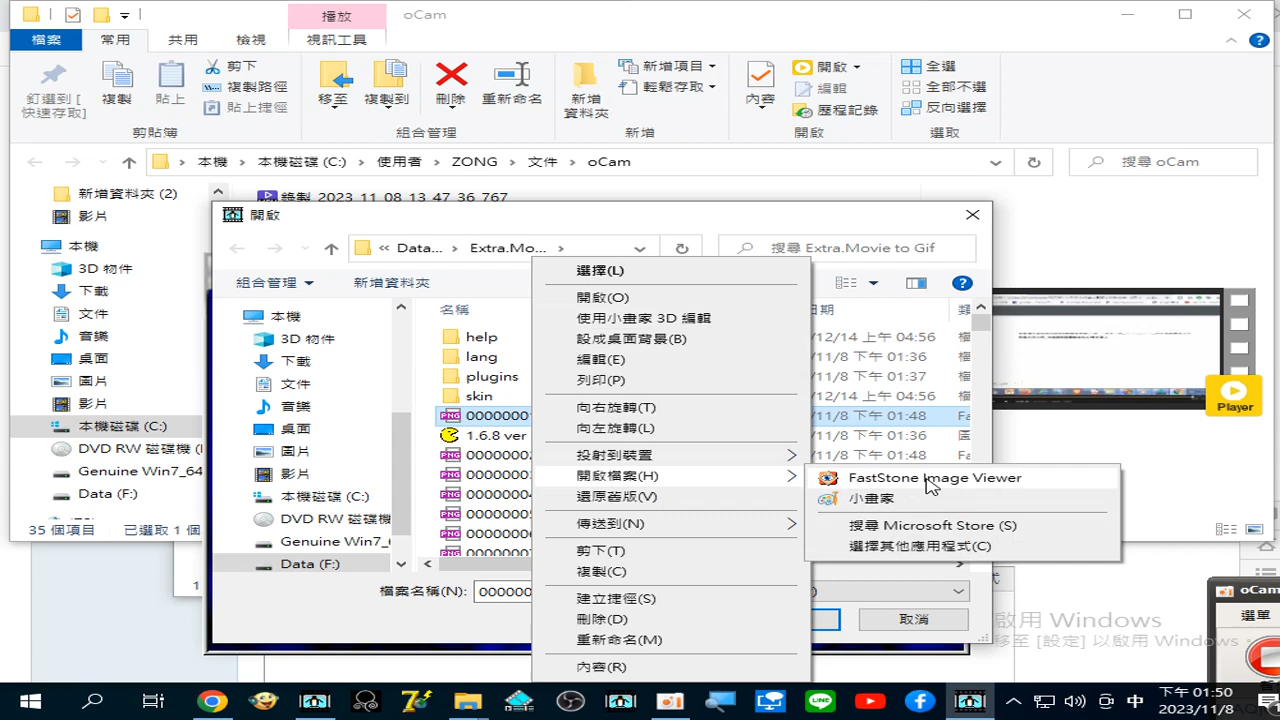 播放
oCam
檔案
常用
共用
檢視
視訊工具
釘選到 [
快速存取]
複製
貼上
剪下
複製路徑
貼上捷徑
剪貼簿
移至
複製到
刪除
重新命名
組合管理
新增
資料夾
新增項目
輕鬆存取
新增
內容
開啟
編輯
歷程記錄
開啟
全選
全部不選
反向選擇
選取
本機
本機磁碟 (C:)
使用者
ZONG
文件
oCam
搜尋 oCam
新增資料夾 (2)
影片
本機
3D 物件
下載
文件
音樂
桌面
圖片
影片
本機磁碟 (C:)
DVD RW 磁碟機 (
Genuine Win7_64
Data (F:)
35 個項目
已選取 1 個
錄製_2023_11_08_13_47_36_767
開啟
« Data...
Extra.Mo...
搜尋 Extra.Movie to Gif
組合管理
新增資料夾
本機
3D 物件
下載
文件
音樂
桌面
圖片
影片
本機磁碟 (C:)
DVD RW 磁碟機
Genuine Win7_6
Data (F:)
名稱
日期
help
/12/14 上午 04:56
lang
/11/8 下午 01:36
plugins
/11/8 下午 01:37
skin
/12/14 上午 04:56
00000001
/11/8 下午 01:48
1.6.8 ver
/11/8 下午 01:36
0000000
/11/8 下午 01:48
0000000
0000000
0000000
0000000
0000000
檔案名稱(N):
000000
取消
選擇(L)
開啟(O)
使用小畫家 3D 編輯
設成桌面背景(B)
編輯(E)
列印(P)
向右旋轉(T)
向左旋轉(L)
投射到裝置
開啟檔案(H)
還原舊版(V)
傳送到(N)
剪下(T)
複製(C)
建立捷徑(S)
刪除(D)
重新命名(M)
內容(R)
FastStone Image Viewer
小畫家
搜尋 Microsoft Store (S)
選擇其他應用程式(C)
Player
啟用 Windows
移至 [設定] 以啟用 Windows
oCam
選單
中
下午 01:50
2023/11/8